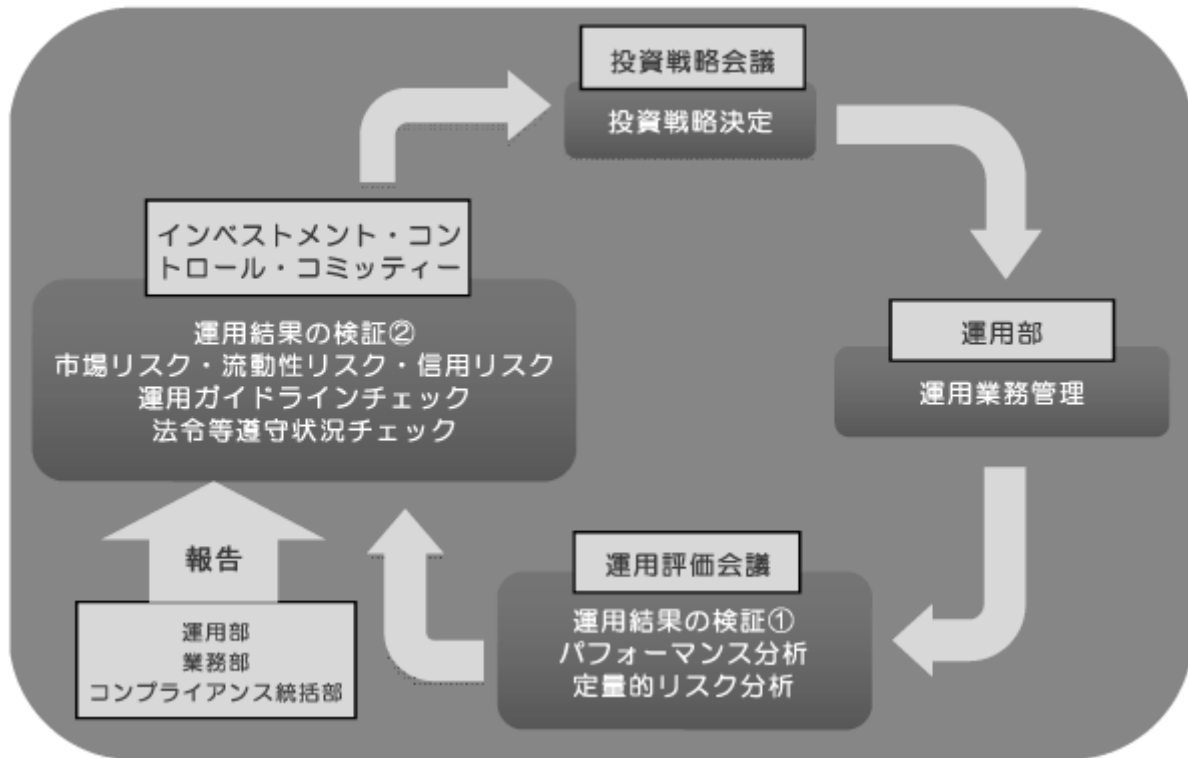 投資戦略会議
投資戦略決定
運用部
運用業務管理
運用評価会議
運用結果の検証①
パフォーマンス分析
定量的リスク分析
インベストメント・コン
トロール・コミッティー
運用結果の検証②
市場リスク・流動性リスク・信用リスク
運用ガイドラインチェック
法令等遵守状況チェック
報告
運用部
業務部
コンプライアンス統括部